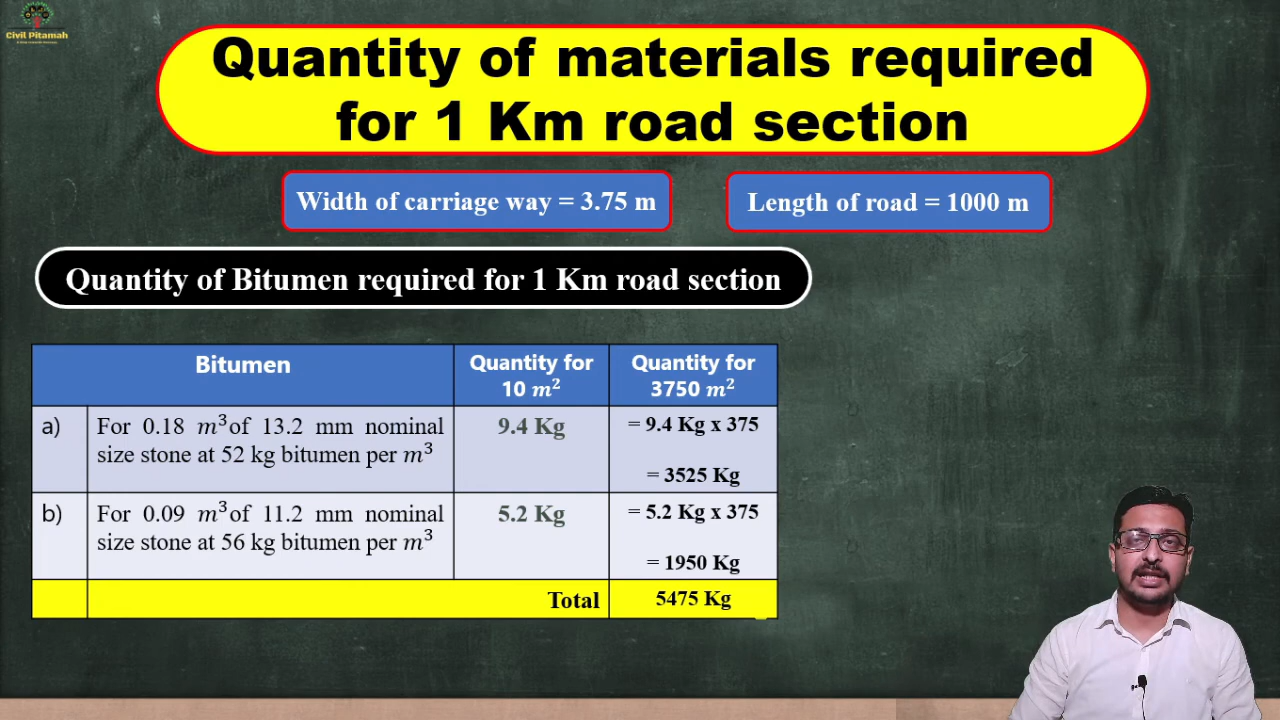 Civil Pitamah
Quantity of materials required
for 1 Km road section
Width of carriage way = 3.75 m
Length of road = 1000 m
Quantity of Bitumen required for 1 Km road section
Bitumen
Quantity for
10 m²
Quantity for
3750 m²
a)
For 0.18 m³of 13.2 mm nominal
size stone at 52 kg bitumen per m³
9.4 Kg
= 9.4 Kg x 375
= 3525 Kg
b)
For 0.09 m³of 11.2 mm nominal
size stone at 56 kg bitumen per m³
5.2 Kg
= 5.2 Kg x 375
= 1950 Kg
Total
5475 Kg